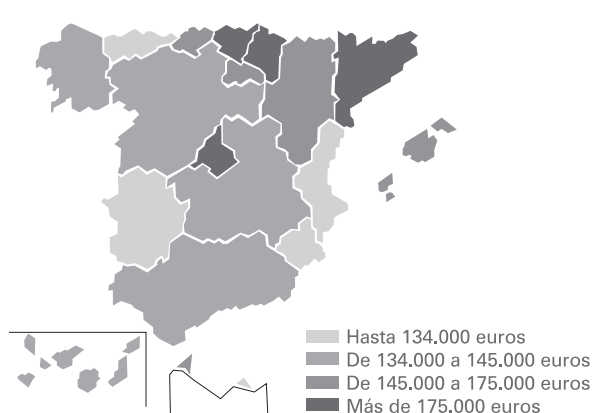 Hasta 134.000 euros
De 134.000 a 145.000 euros
De 145.000 a 175.000 euros
Más de 175.000 euros